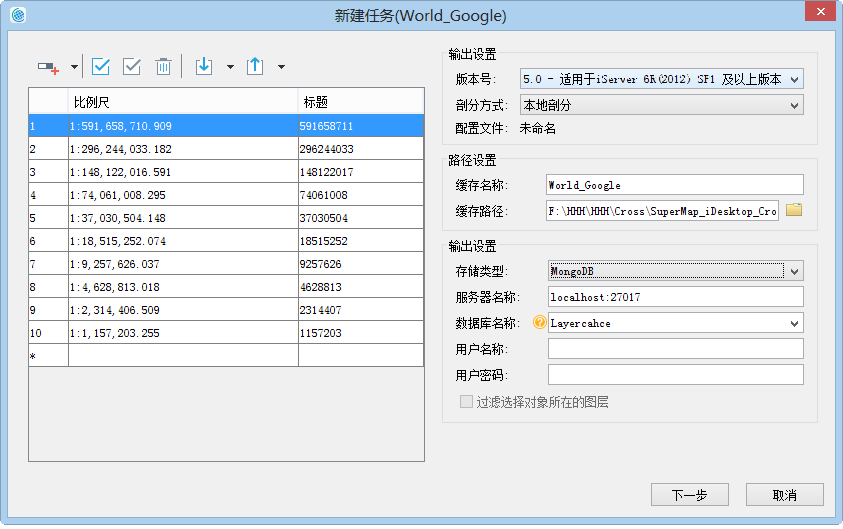 新建任务(World_Google)
比例尺 标题
1 1:591,658,710.909 591658711
2 1:296,244,033.182 296244033
3 1:148,122,016.591 148122017
4 1:74,061,008.295 74061008
5 1:37,030,504.148 37030504
6 1:18,515,252.074 18515252
7 1:9,257,626.037 9257626
8 1:4,628,813.018 4628813
9 1:2,314,406.509 2314407
10 1:1,157,203.255 1157203
*
输出设置
版本号: 5.0 - 适用于iServer 6R(2012) SP1 及以上版本
剖分方式: 本地剖分
配置文件: 未命名
路径设置
缓存名称: World_Google
缓存路径: F:\HHH\HHH\Cross\SuperMap_iDesktop_Cro
输出设置
存储类型: MongoDB
服务器名称: localhost:27017
数据库名称: ? Layercahce
用户名称:
用户密码:
过滤选择对象所在的图层
下一步 取消